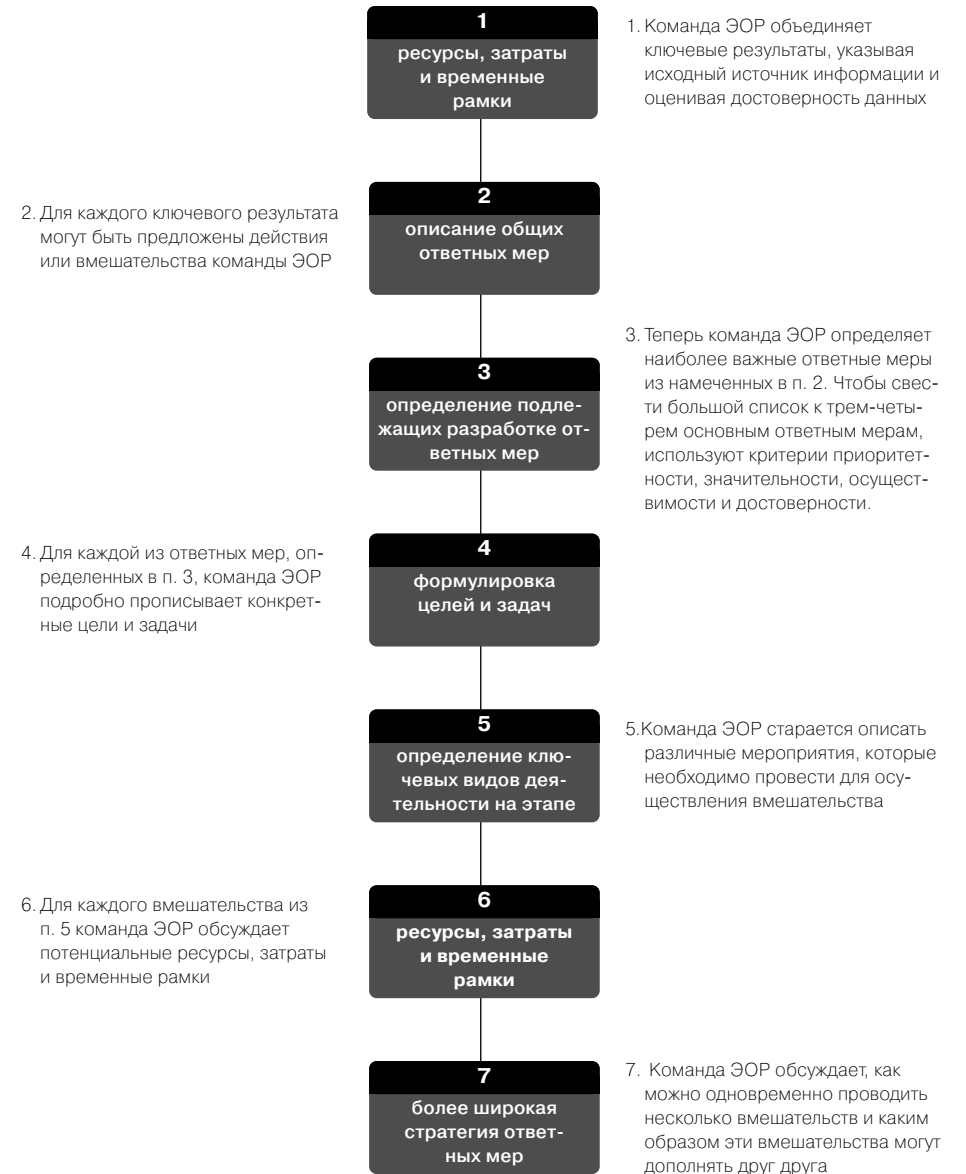 1
ресурсы, затраты
и временные
рамки
1. Команда ЭОР объединяет
ключевые результаты, указывая
исходный источник информации и
оценивая достоверность данных
2
описание общих
ответных мер
2. Для каждого ключевого результата
могут быть предложены действия
или вмешательства команды ЭОР
3
определение подле-
жащих разработке от-
ветных мер
3. Теперь команда ЭОР определяет
наиболее важные ответные меры
из намеченных в п. 2. Чтобы свес-
ти большой список к трем-четы-
рем основным ответным мерам,
используют критерии приоритет-
ности, значительности, осущест-
вимости и достоверности.
4
формулировка
целей и задач
4. Для каждой из ответных мер, оп-
ределенных в п. 3, команда ЭОР
подробно прописывает конкрет-
ные цели и задачи
5
определение клю-
чевых видов дея-
тельности на этапе
5.Команда ЭОР старается описать
различные мероприятия, которые
необходимо провести для осу-
ществления вмешательства
6
ресурсы, затраты
и временные
рамки
6. Для каждого вмешательства из
п. 5 команда ЭОР обсуждает
потенциальные ресурсы, затраты
и временные рамки
7
более широкая
стратегия ответ-
ных мер
7. Команда ЭОР обсуждает, как
можно одновременно проводить
несколько вмешательств и каким
образом эти вмешательства могут
дополнять друг друга